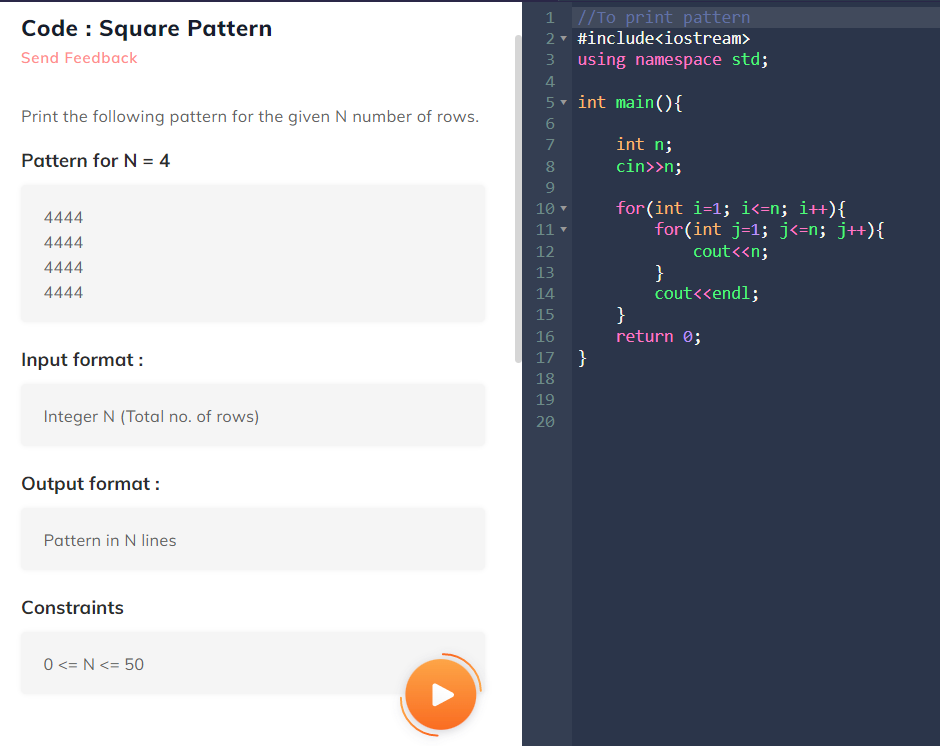 Code : Square Pattern
Send Feedback
Print the following pattern for the given N number of rows.
Pattern for N = 4
4444
4444
4444
4444
Input format :
Integer N (Total no. of rows)
Output format :
Pattern in N lines
Constraints
0 <= N <= 50
1 //To print pattern
2 #include<iostream>
3 using namespace std;
4
5 int main(){
6
7     int n;
8     cin>>n;
9
10     for(int i=1; i<=n; i++){
11         for(int j=1; j<=n; j++){
12             cout<<n;
13         }
14         cout<<endl;
15     }
16     return 0;
17 }
18
19
20